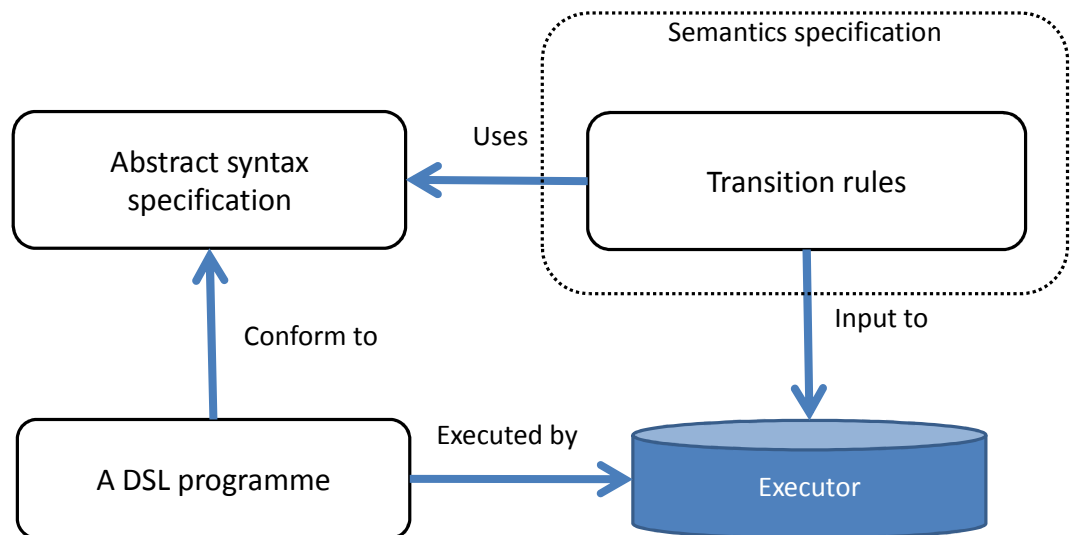 Semantics specification
Abstract syntax
specification
Uses
Transition rules
Conform to
Input to
A DSL programme
Executed by
Executor